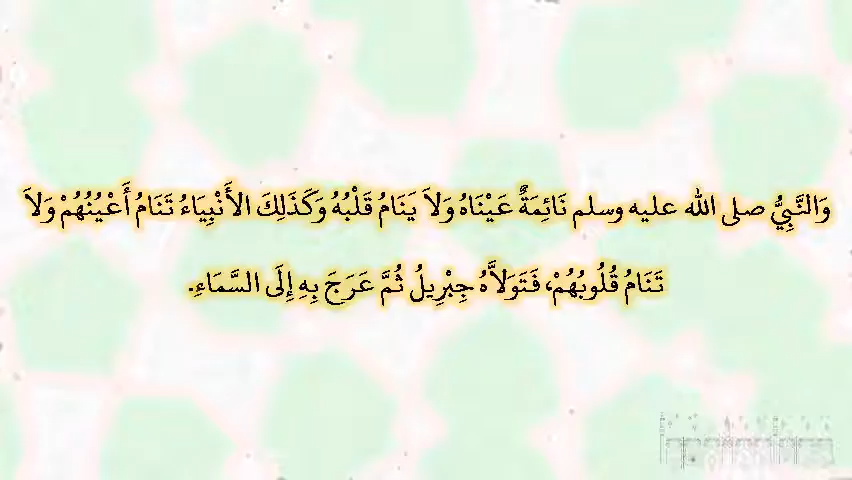 وَالنَّبِيُّ صلى الله عليه وسلم نَائِمَةٌ عَيْنَاهُ وَلاَ يَنَامُ قَلْبُهُ وَكَذَلِكَ الأَنْبِيَاءُ تَنَامُ أَعْيُنُهُمْ وَلاَ
تَنَامُ قُلُوبُهُمْ، فَتَوَلاَّهُ جِبْرِيلُ ثُمَّ عَرَجَ بِهِ إِلَى السَّمَاءِ.